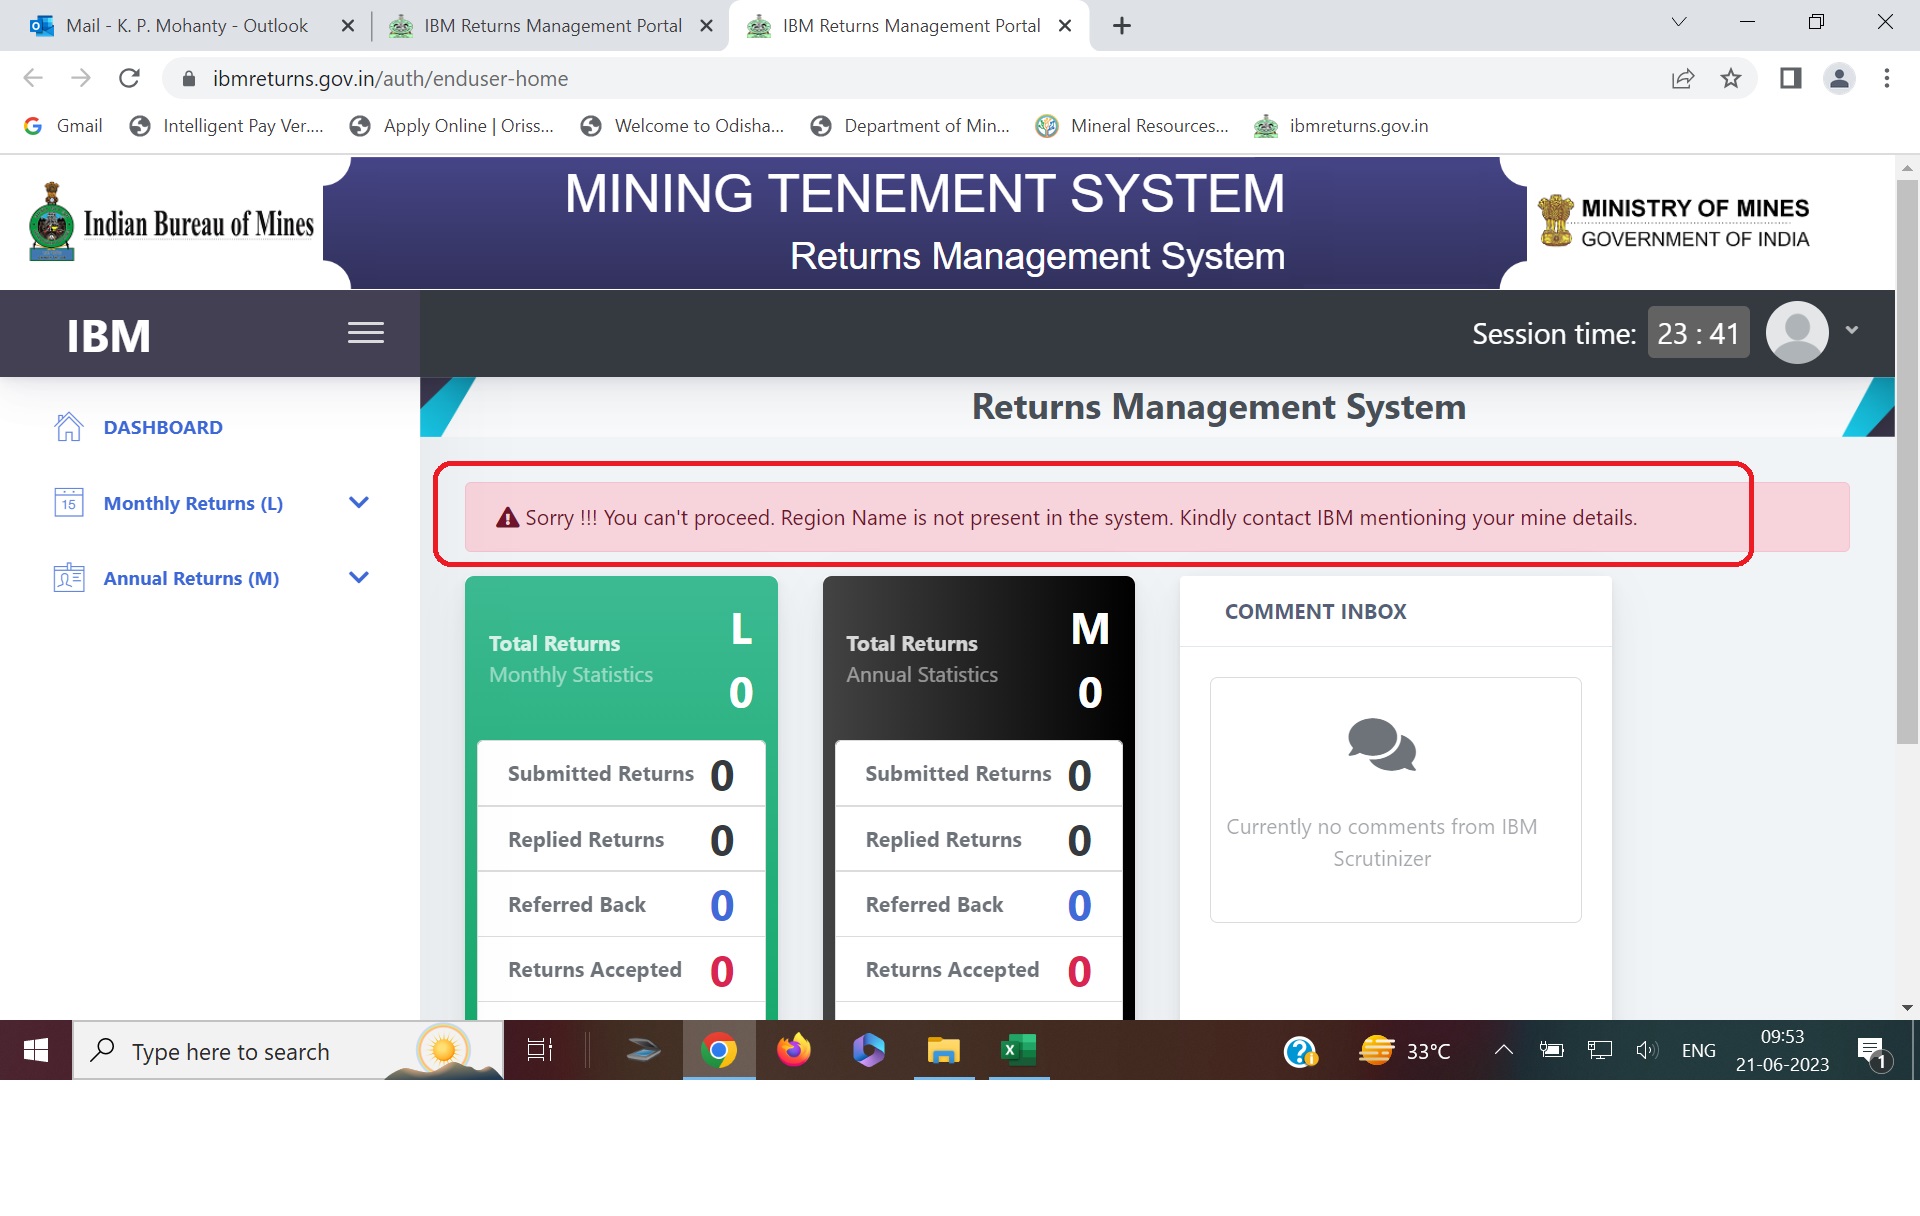 Mail - K. P. Mohanty - Outlook
IBM Returns Management Portal
IBM Returns Management Portal
ibmreturns.gov.in/auth/enduser-home
Gmail
Intelligent Pay Ver....
Apply Online | Oriss...
Welcome to Odisha...
Department of Min...
Mineral Resources...
ibmreturns.gov.in
Indian Bureau of Mines
MINING TENEMENT SYSTEM
Returns Management System
MINISTRY OF MINES
GOVERNMENT OF INDIA
IBM
Session time: 23 : 41
DASHBOARD
15 Monthly Returns (L)
Annual Returns (M)
Returns Management System
Sorry !!! You can't proceed. Region Name is not present in the system. Kindly contact IBM mentioning your mine details.
Total Returns L
Monthly Statistics 0
Submitted Returns 0
Replied Returns 0
Referred Back 0
Returns Accepted 0
Total Returns M
Annual Statistics 0
Submitted Returns 0
Replied Returns 0
Referred Back 0
Returns Accepted 0
COMMENT INBOX
Currently no comments from IBM
Scrutinizer
Type here to search
33°C
ENG
09:53
21-06-2023
1